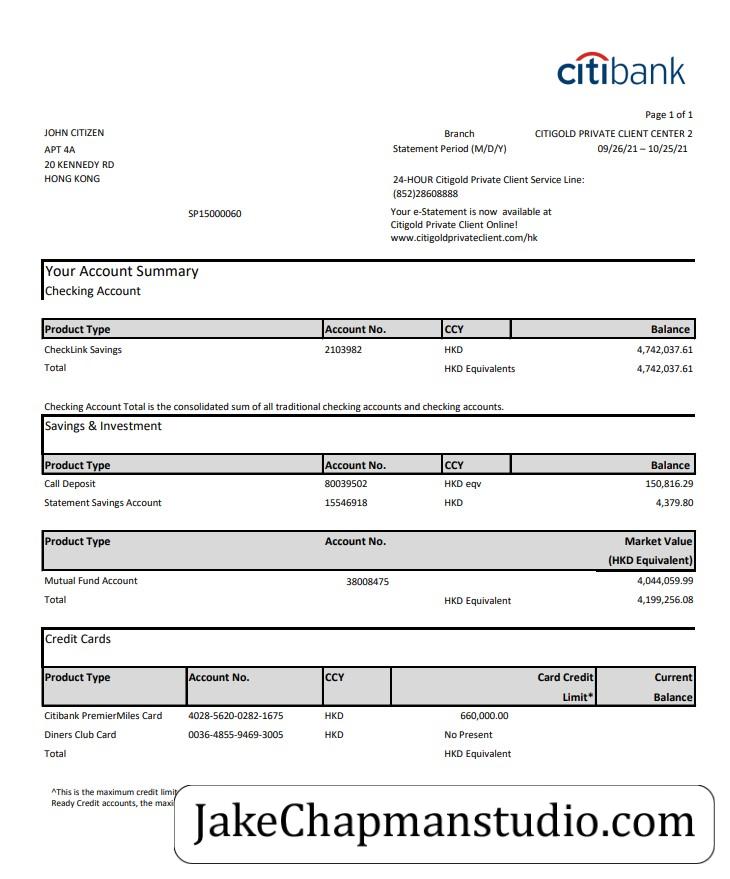 citibank
Page 1 of 1
JOHN CITIZEN
Branch CITIGOLD PRIVATE CLIENT CENTER 2
APT 4A
Statement Period (M/D/Y) 09/26/21 – 10/25/21
20 KENNEDY RD
HONG KONG
24-HOUR Citigold Private Client Service Line:
(852)28608888
SP15000060
Your e-Statement is now available at
Citigold Private Client Online!
www.citigoldprivateclient.com/hk
Your Account Summary
Checking Account
Product Type Account No. CCY Balance
CheckLink Savings 2103982 HKD 4,742,037.61
Total HKD Equivalents 4,742,037.61
Checking Account Total is the consolidated sum of all traditional checking accounts and checking accounts.
Savings & Investment
Product Type Account No. CCY Balance
Call Deposit 80039502 HKD eqv 150,816.29
Statement Savings Account 15546918 HKD 4,379.80
Product Type Account No. Market Value
(HKD Equivalent)
Mutual Fund Account 38008475 4,044,059.99
Total HKD Equivalent 4,199,256.08
Credit Cards
Product Type Account No. CCY Card Credit Current
Limit* Balance
Citibank PremierMiles Card 4028-5620-0282-1675 HKD 660,000.00
Diners Club Card 0036-4855-9469-3005 HKD No Present
Total HKD Equivalent
^This is the maximum credit limit
Ready Credit accounts, the
JakeChapmanstudio.com